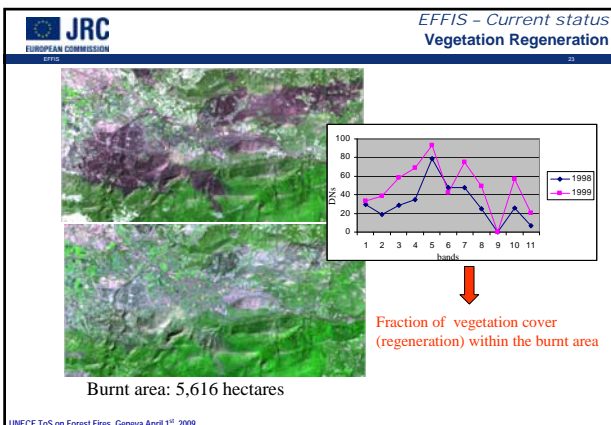 JRC
EUROPEAN COMMISSION
EFFIS – Current status
Vegetation Regeneration
EFFIS
23
100
80
60
40
20
0
DNs
1 2 3 4 5 6 7 8 9 10 11
bands
1998
1999
Fraction of vegetation cover
(regeneration) within the burnt area
Burnt area: 5,616 hectares
UNECE ToS on Forest Fires, Geneva April 1st, 2009